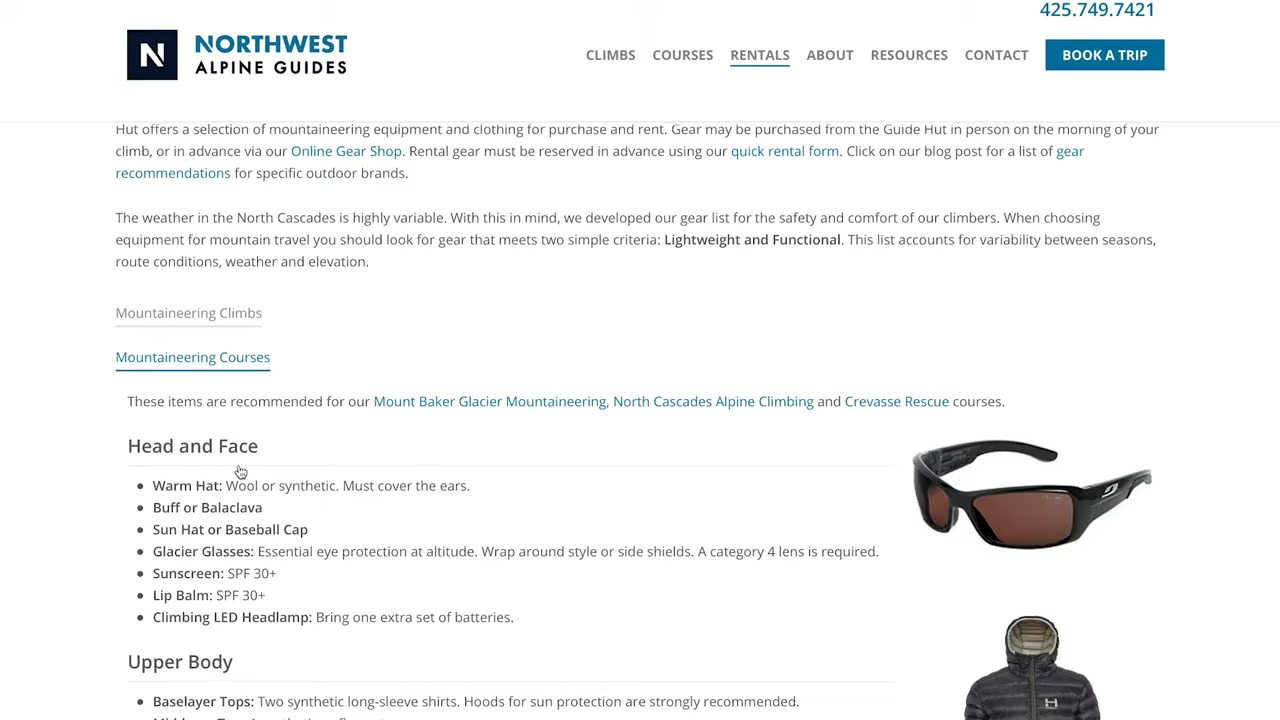 425.749.7421
N
NORTHWEST
ALPINE GUIDES
CLIMBS COURSES RENTALS ABOUT RESOURCES CONTACT BOOK A TRIP
Hut offers a selection of mountaineering equipment and clothing for purchase and rent. Gear may be purchased from the Guide Hut in person on the morning of your
climb, or in advance via our Online Gear Shop. Rental gear must be reserved in advance using our quick rental form. Click on our blog post for a list of gear
recommendations for specific outdoor brands.
The weather in the North Cascades is highly variable. With this in mind, we developed our gear list for the safety and comfort of our climbers. When choosing
equipment for mountain travel you should look for gear that meets two simple criteria: Lightweight and Functional. This list accounts for variability between seasons,
route conditions, weather and elevation.
Mountaineering Climbs
Mountaineering Courses
These items are recommended for our Mount Baker Glacier Mountaineering, North Cascades Alpine Climbing and Crevasse Rescue courses.
Head and Face
Warm Hat: Wool or synthetic. Must cover the ears.
Buff or Balaclava
Sun Hat or Baseball Cap
Glacier Glasses: Essential eye protection at altitude. Wrap around style or side shields. A category 4 lens is required.
Sunscreen: SPF 30+
Lip Balm: SPF 30+
Climbing LED Headlamp: Bring one extra set of batteries.
Upper Body
Baselayer Tops: Two synthetic long-sleeve shirts. Hoods for sun protection are strongly recommended.